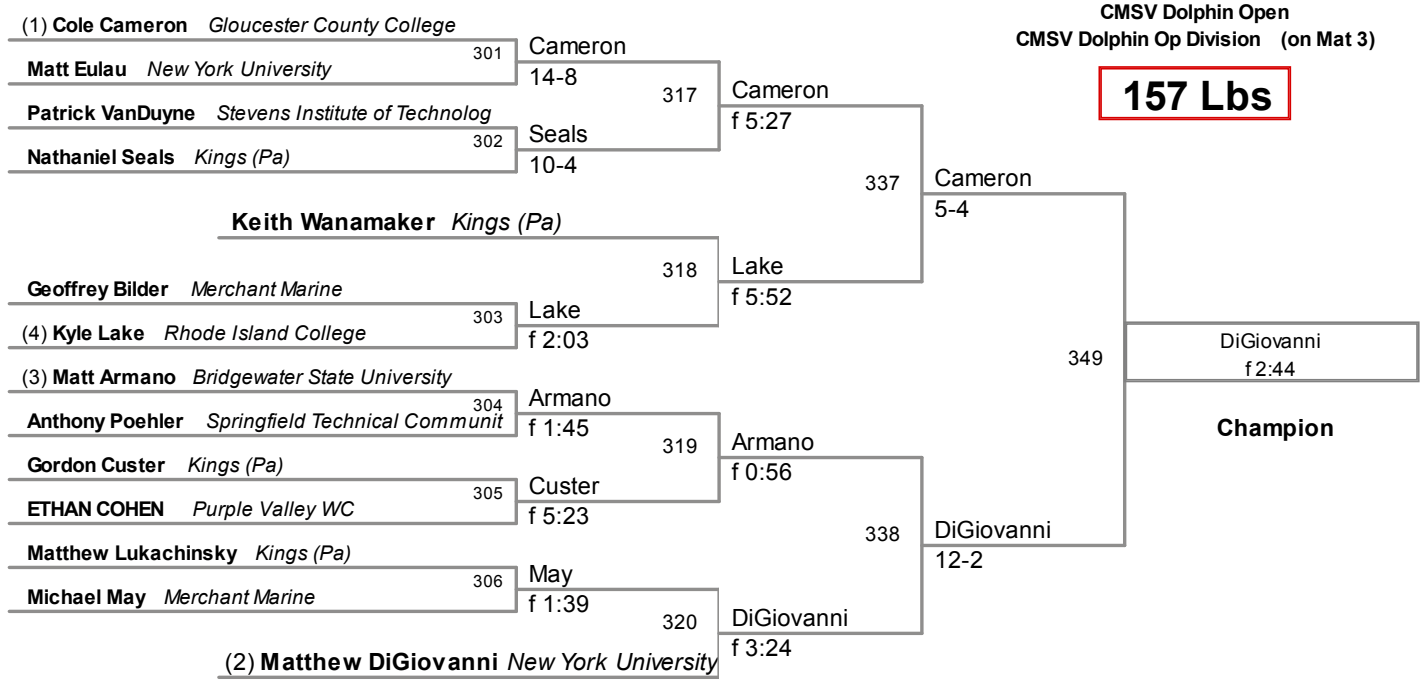 CMSV Dolphin Open
CMSV Dolphin Op Division (on Mat 3)
157 Lbs
(1) Cole Cameron Gloucester County College
301
Cameron
14-8
Matt Eulau New York University
317
Cameron
f 5:27
Patrick VanDuyne Stevens Institute of Technolog
302
Seals
10-4
Nathaniel Seals Kings (Pa)
337
Cameron
5-4
Keith Wanamaker Kings (Pa)
318
Lake
f 5:52
Geoffrey Bilder Merchant Marine
303
Lake
f 2:03
(4) Kyle Lake Rhode Island College
349
DiGiovanni
f 2:44
Champion
(3) Matt Armano Bridgewater State University
304
Armano
f 1:45
Anthony Poehler Springfield Technical Communit
319
Armano
f 0:56
Gordon Custer Kings (Pa)
305
Custer
f 5:23
ETHAN COHEN Purple Valley WC
338
DiGiovanni
12-2
Matthew Lukachinsky Kings (Pa)
306
May
f 1:39
Michael May Merchant Marine
320
DiGiovanni
f 3:24
(2) Matthew DiGiovanni New York University